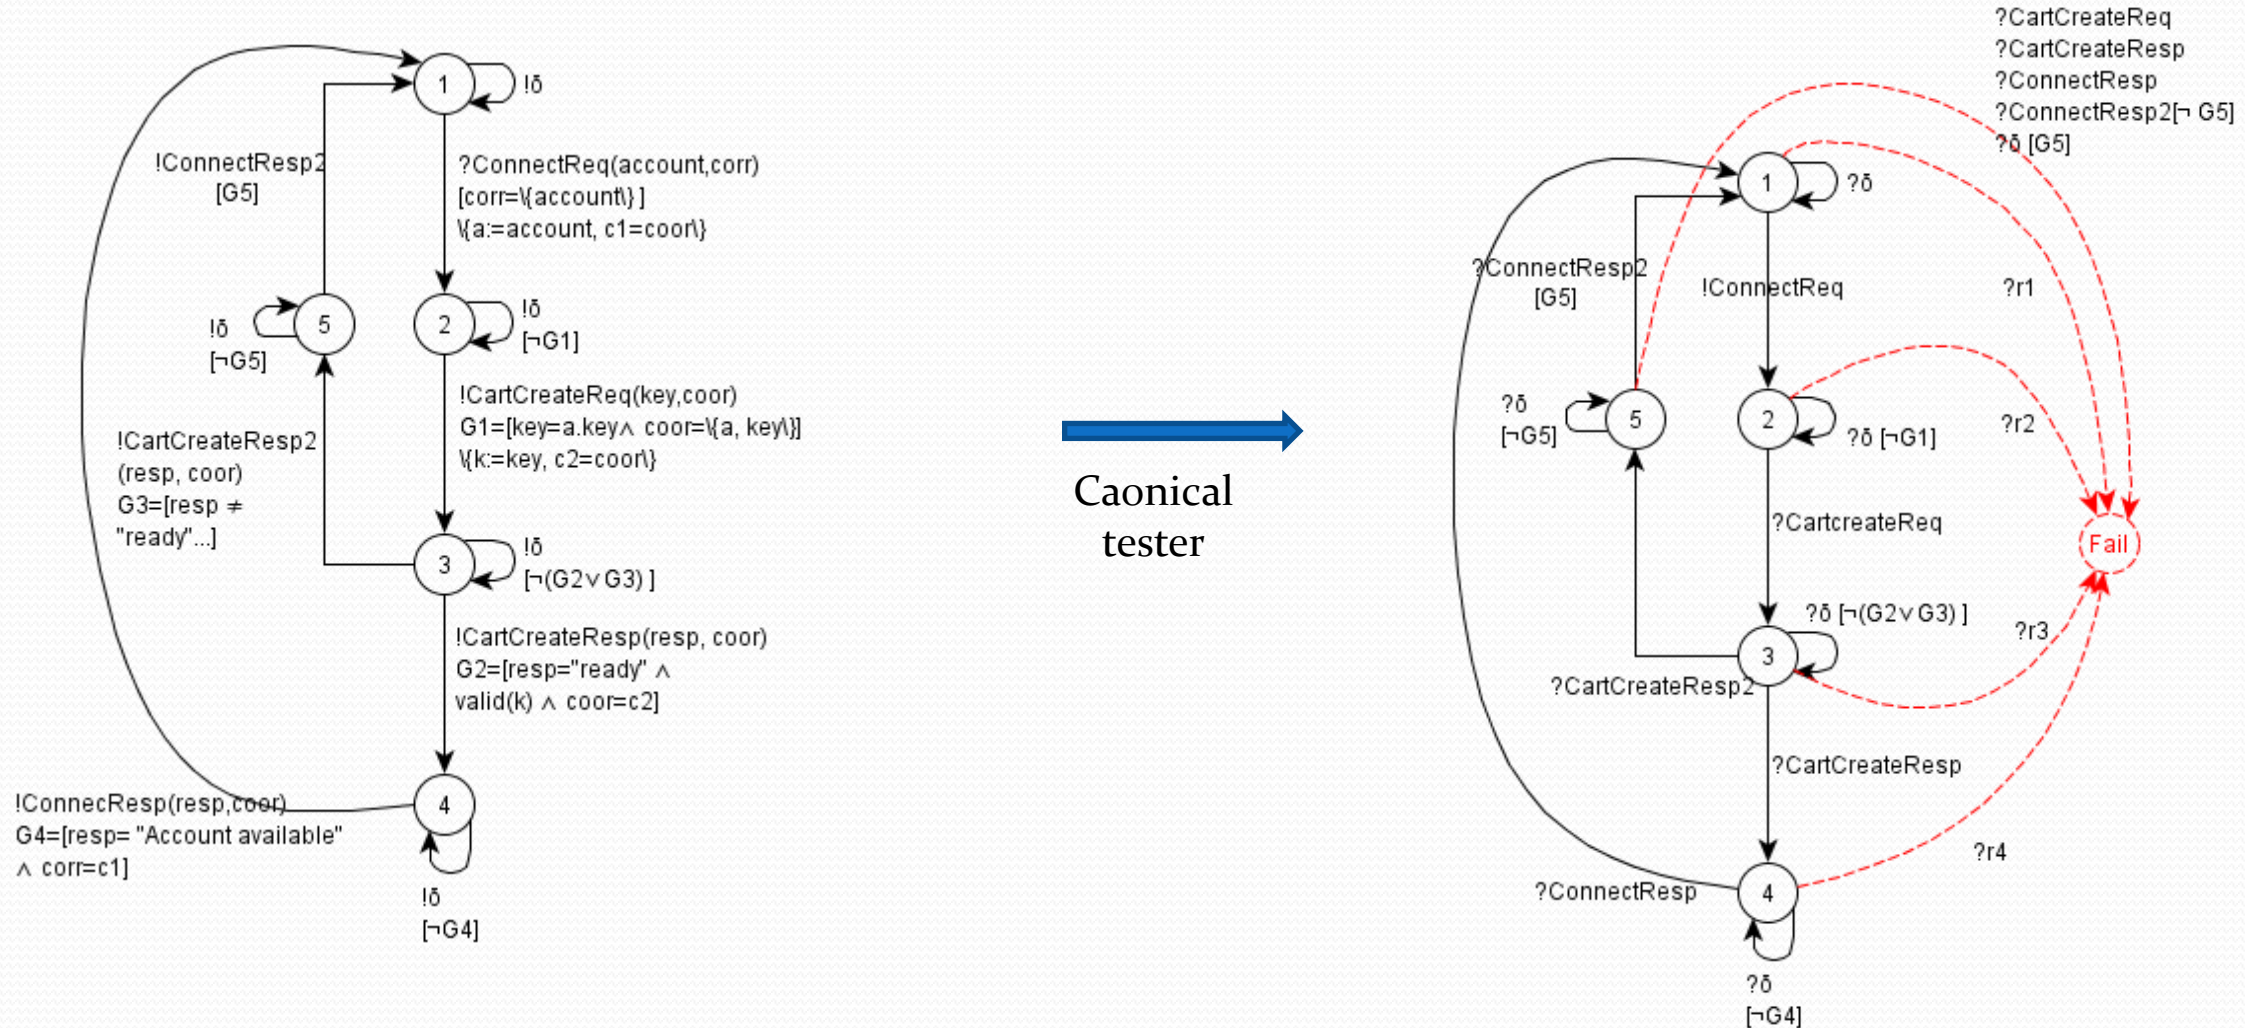 1
!δ
!ConnectResp2
[G5]
?ConnectReq(account,corr)
[corr=\{account\}]
\{a:=account, c1=coor\}
5
!δ
[¬G5]
2
!δ
[¬G1]
!CartCreateReq(key,coor)
G1=[key=a.key∧ coor=\{a, key\}]
\{k:=key, c2=coor\}
!CartCreateResp2
(resp, coor)
G3=[resp ≠
"ready"...]
3
!δ
[¬(G2∨G3) ]
!CartCreateResp(resp, coor)
G2=[resp="ready" ∧
valid(k) ∧ coor=c2]
4
!ConnecResp(resp,coor)
G4=[resp= "Account available"
∧ corr=c1]
!δ
[¬G4]
Caonical
tester
?CartCreateReq
?CartCreateResp
?ConnectResp
?ConnectResp2[¬ G5]
?δ [G5]
1
?δ
?ConnectResp2
[G5]
!ConnectReq
?r1
5
?δ
[¬G5]
2
?δ [¬G1]
?r2
?CartcreateReq
Fail
?δ [¬(G2∨G3) ]
?r3
3
?CartCreateResp2
?CartCreateResp
?r4
4
?ConnectResp
?δ
[¬G4]